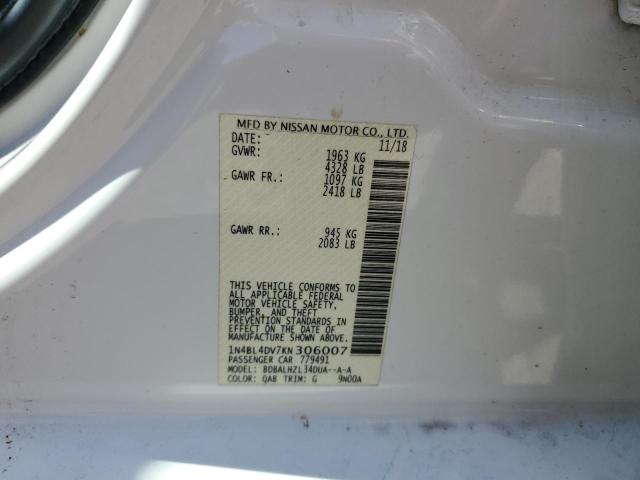 MFD BY NISSAN MOTOR CO., LTD.
DATE: 11/18
GVWR: 1963 KG
4328 LB
GAWR FR.: 1097 KG
2418 LB
GAWR RR.: 945 KG
2083 LB
THIS VEHICLE CONFORMS TO
ALL APPLICABLE FEDERAL
MOTOR VEHICLE SAFETY,
BUMPER, AND THEFT
PREVENTION STANDARDS IN
EFFECT ON THE DATE OF
MANUFACTURE SHOWN ABOVE.
1N4BL4DV7KN306007
PASSENGER CAR 779491
MODEL: BDBALHZL34DUA--A-A
COLOR: QAB TRIM: G 9N00A